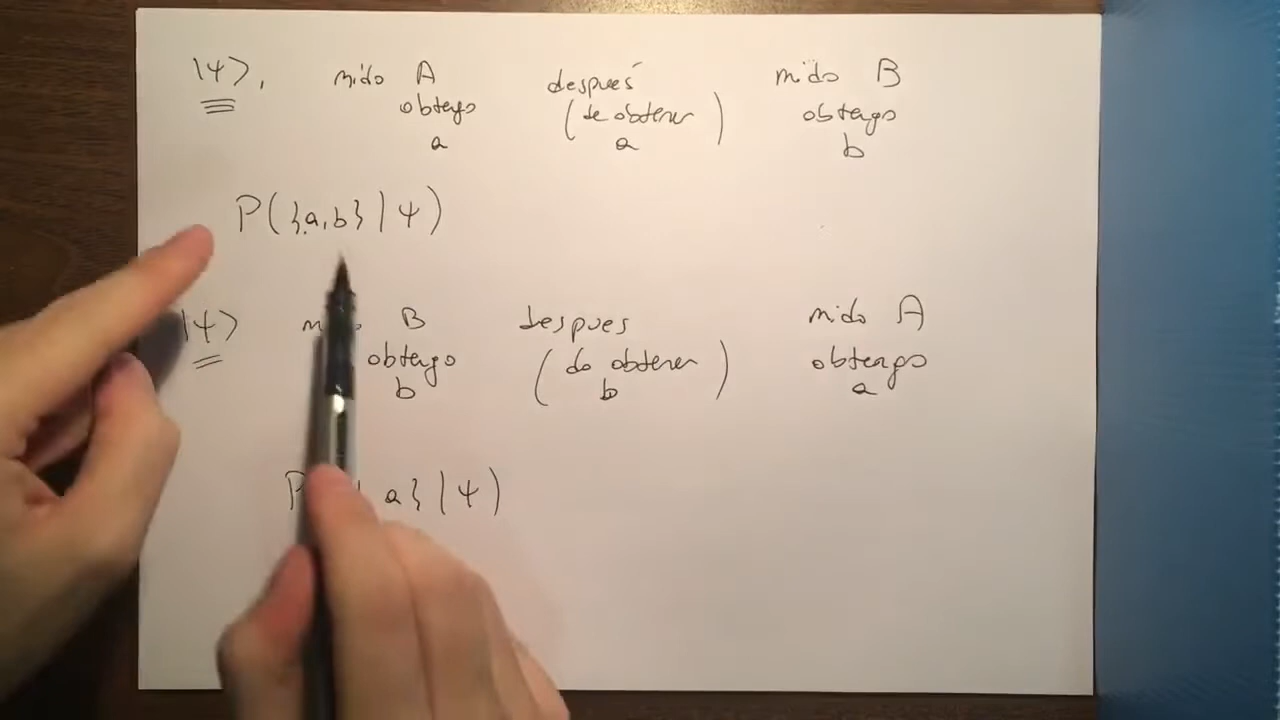 |ψ>, mido A después mido B
obtengo (de obtener) obtengo
a a b
P({a,b}|ψ)
|ψ> B despues mido A
obtengo (de obtener) obtengo
b b a
P a}|ψ)